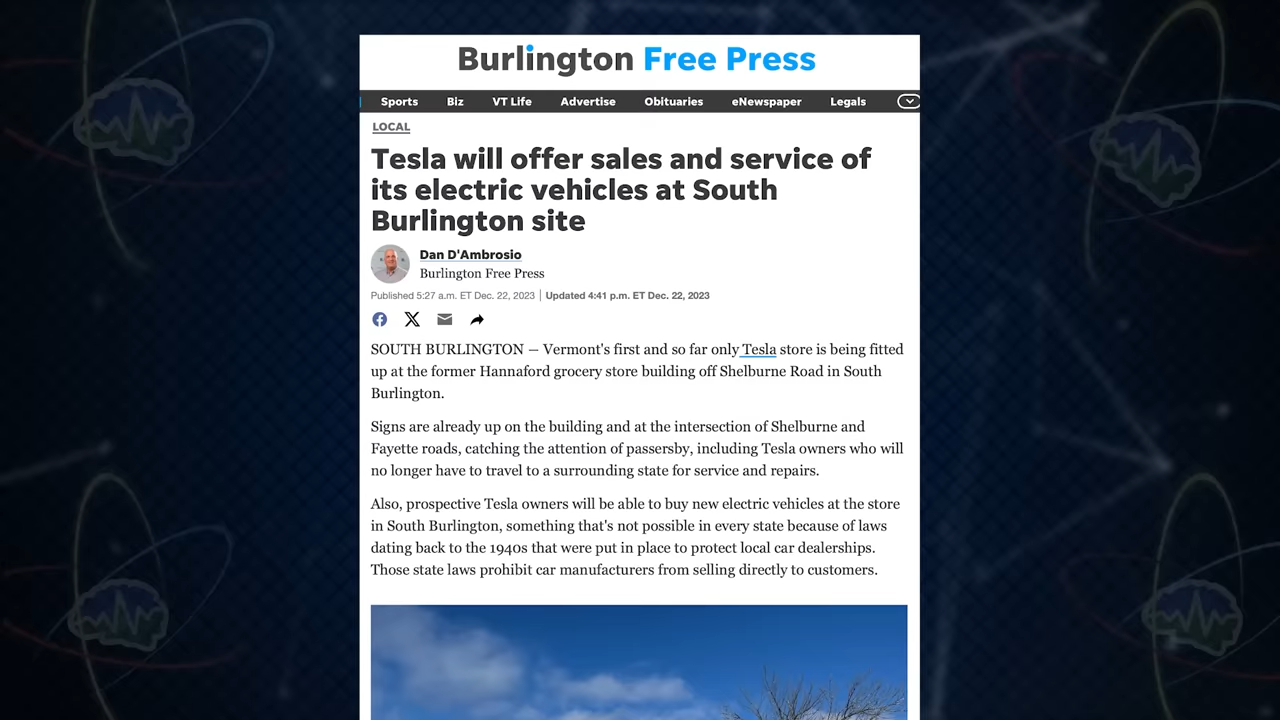 Burlington Free Press
Sports Biz VT Life Advertise Obituaries eNewspaper Legals
LOCAL
Tesla will offer sales and service of
its electric vehicles at South
Burlington site
Dan D'Ambrosio
Burlington Free Press
Published 5:27 a.m. ET Dec. 22, 2023 | Updated 4:41 p.m. ET Dec. 22, 2023
SOUTH BURLINGTON — Vermont's first and so far only Tesla store is being fitted
up at the former Hannaford grocery store building off Shelburne Road in South
Burlington.
Signs are already up on the building and at the intersection of Shelburne and
Fayette roads, catching the attention of passersby, including Tesla owners who will
no longer have to travel to a surrounding state for service and repairs.
Also, prospective Tesla owners will be able to buy new electric vehicles at the store
in South Burlington, something that's not possible in every state because of laws
dating back to the 1940s that were put in place to protect local car dealerships.
Those state laws prohibit car manufacturers from selling directly to customers.